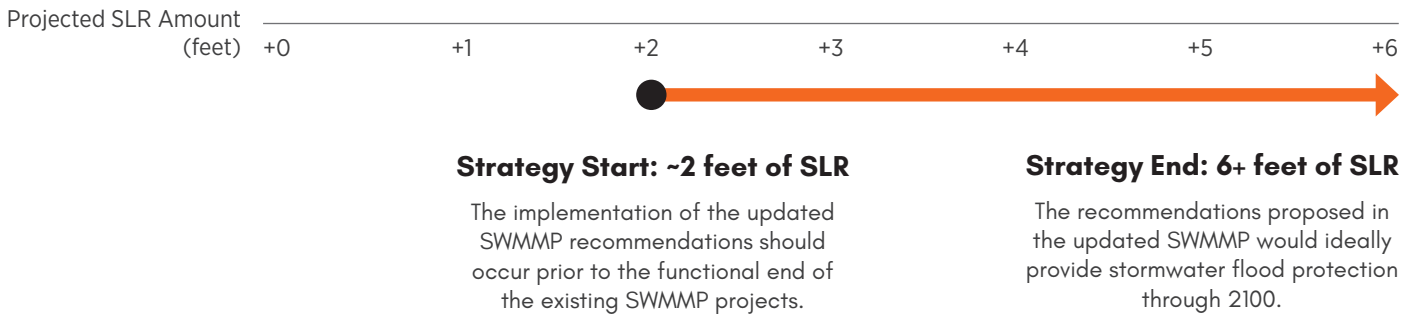 Projected SLR Amount
(feet) +0 +1 +2 +3 +4 +5 +6
Strategy Start: ~2 feet of SLR
The implementation of the updated
SWMMP recommendations should
occur prior to the functional end of
the existing SWMMP projects.
Strategy End: 6+ feet of SLR
The recommendations proposed in
the updated SWMMP would ideally
provide stormwater flood protection
through 2100.